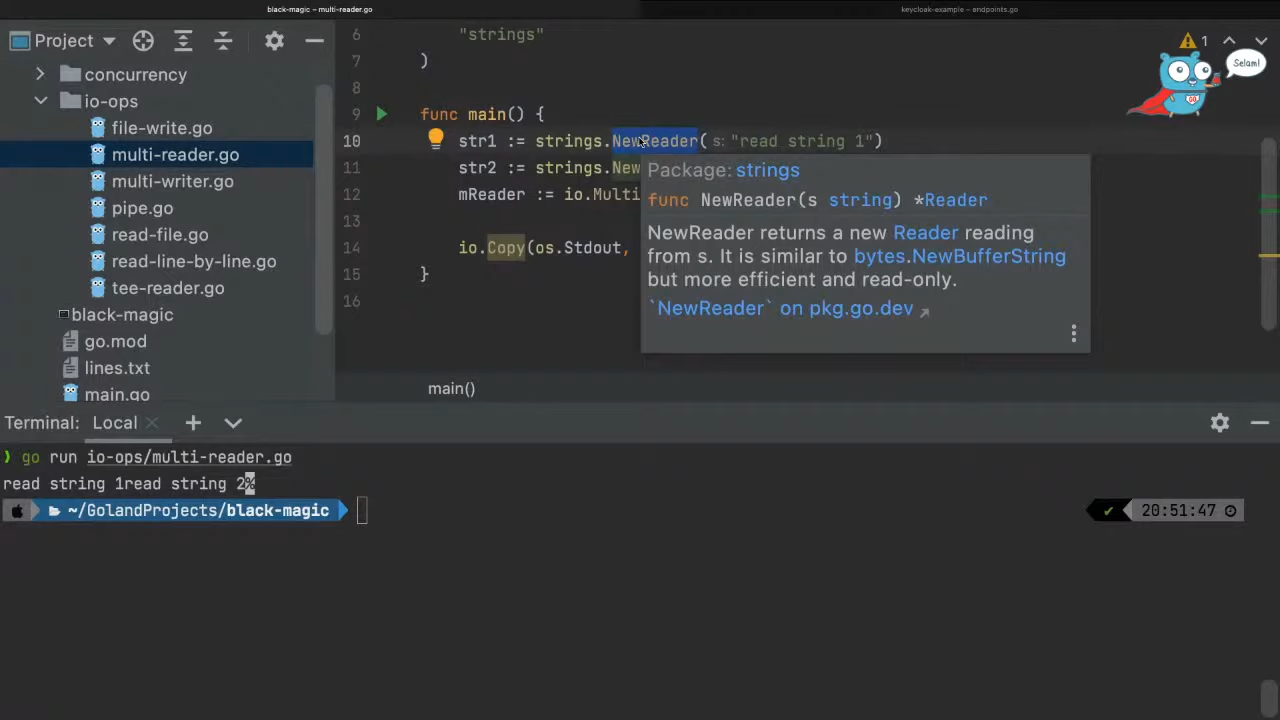 black-magic – multi-reader.go
keycloak-example – endpoints.go
Project
concurrency
io-ops
file-write.go
multi-reader.go
multi-writer.go
pipe.go
read-file.go
read-line-by-line.go
tee-reader.go
black-magic
go.mod
lines.txt
main.go
6 "strings"
7 )
8
9 func main() {
10 str1 := strings.NewReader( s: "read string 1")
11 str2 := strings.New
12 mReader := io.Multi
13
14 io.Copy(os.Stdout,
15 }
16
1
Selam!
GO
Package: strings
func NewReader(s string) *Reader
NewReader returns a new Reader reading
from s. It is similar to bytes.NewBufferString
but more efficient and read-only.
`NewReader` on pkg.go.dev
main()
Terminal: Local
go run io-ops/multi-reader.go
read string 1read string 2%
~/GolandProjects/black-magic
20:51:47